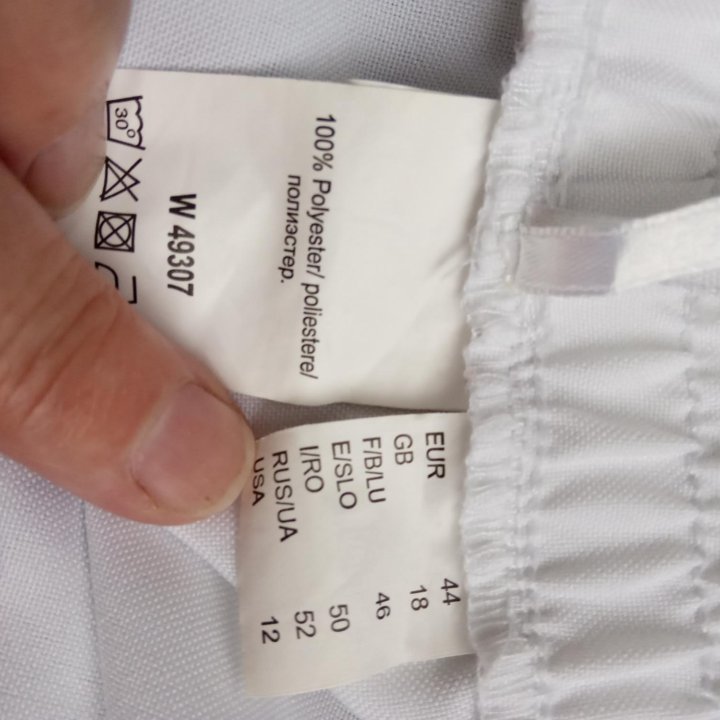 100% Polyester/ poliestere/
полиэстер.
W 49307
30°
EUR 44
GB 18
F/B/LU
E/SLO 46
I/RO 50
RUS/UA 52
USA 12